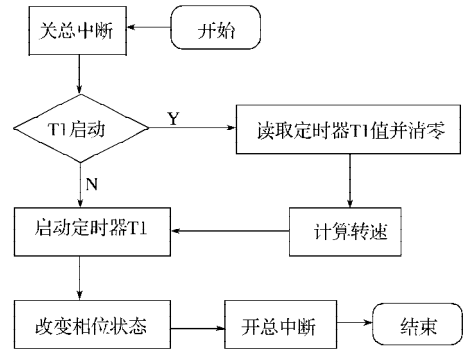 关总中断
开始
T1启动
Y
读取定时器T1值并清零
N
启动定时器T1
计算转速
改变相位状态
开总中断
结束